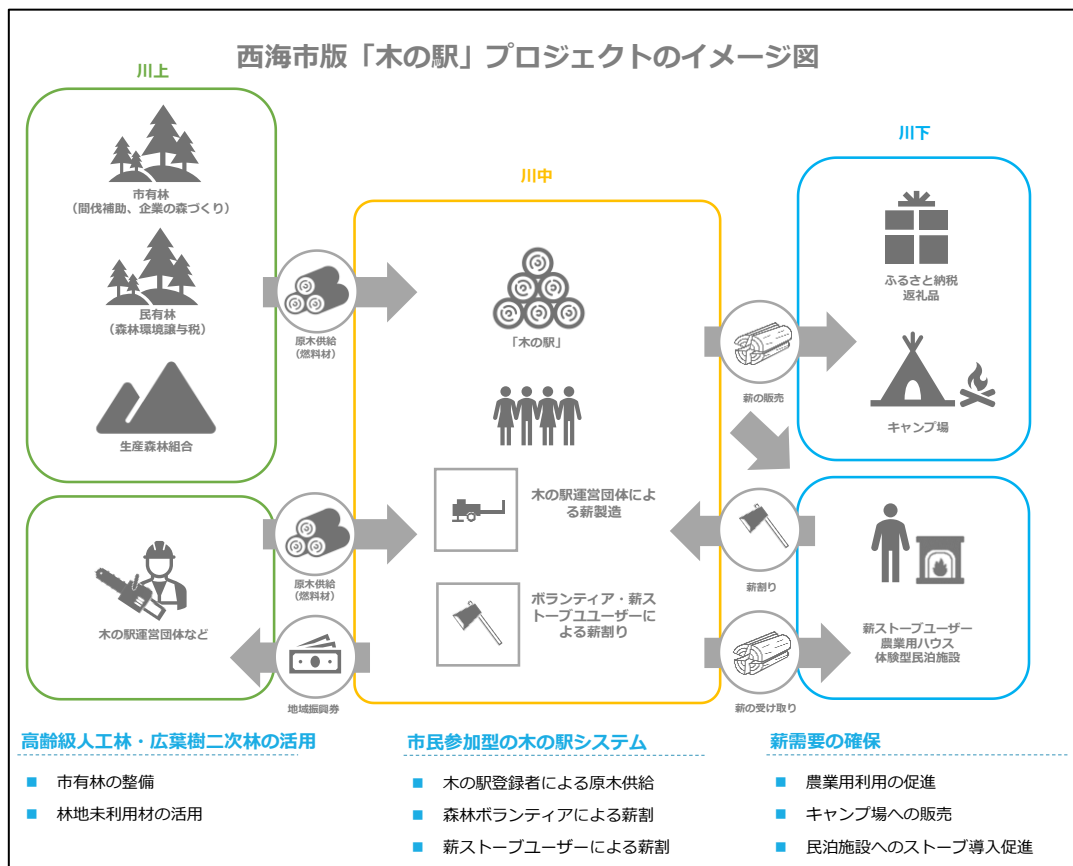 西海市版「木の駅」プロジェクトのイメージ図
川上
市有林
（間伐補助、企業の森づくり）
民有林
（森林環境譲与税）
生産森林組合
原木供給
（燃料材）
木の駅運営団体など
原木供給
（燃料材）
地域振興券
川中
「木の駅」
木の駅運営団体によ
る薪製造
ボランティア・薪ス
トーブユユーザー
による薪割り
川下
薪の販売
ふるさと納税
返礼品
キャンプ場
薪割り
薪の受け取り
薪ストーブユーザー
農業用ハウス
体験型民泊施設
高齢級人工林・広葉樹二次林の活用
■ 市有林の整備
■ 林地未利用材の活用
市民参加型の木の駅システム
■ 木の駅登録者による原木供給
■ 森林ボランティアによる薪割
■ 薪ストーブユーザーによる薪割
薪需要の確保
■ 農業用利用の促進
■ キャンプ場への販売
■ 民泊施設へのストーブ導入促進